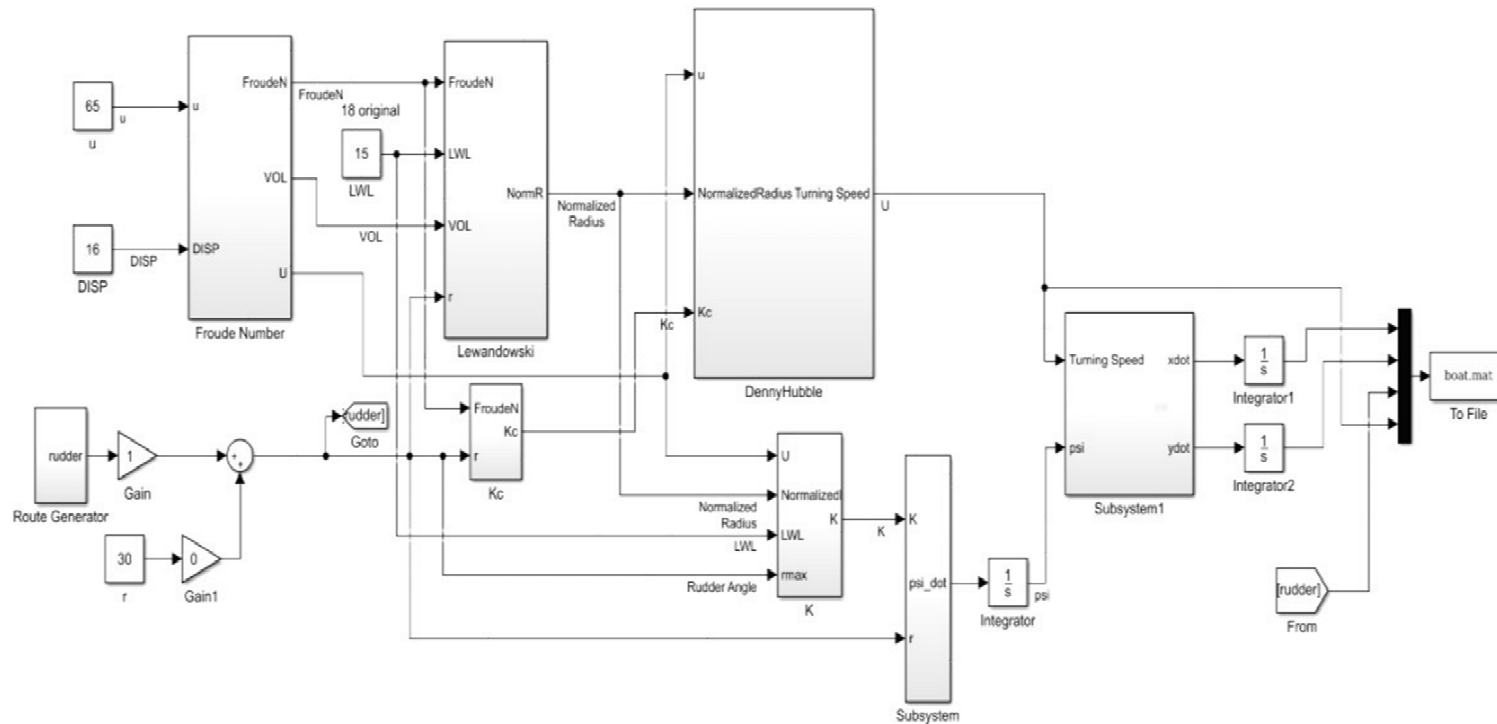 65
u
u
16
DISP
DISP
u
DISP
FroudeN
VOL
U
Froude Number
FroudeN
VOL
18 original
15
LWL
FroudeN
LWL
VOL
r
NormR
Lewandowski
Normalized
Radius
u
NormalizedRadius
Turning Speed
Kc
DennyHubble
U
Kc
rudder
Route Generator
1
Gain
30
r
0
Gain1
+
+
[rudder]
Goto
FroudeN
r
Kc
Kc
Normalized
Radius
LWL
Rudder Angle
U
NormalizedI
LWL
rmax
K
K
K
K
r
psi_dot
Subsystem
1
s
Integrator
psi
Turning Speed
psi
xdot
ydot
Subsystem1
1
s
Integrator1
1
s
Integrator2
[rudder]
From
boat.mat
To File